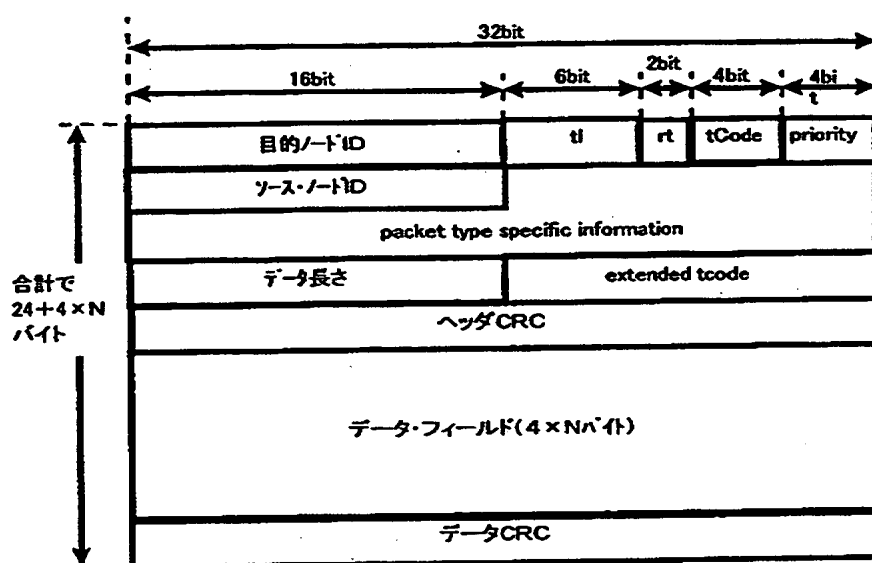 32bit
16bit
6bit
2bit
4bit
4bi
t
目的ノードID
tl
rt
tCode
priority
ソース・ノードID
packet type specific information
データ長さ
extended tcode
ヘッダCRC
合計で
24+4×N
バイト
データ・フィールド(4×Nバイト)
データCRC